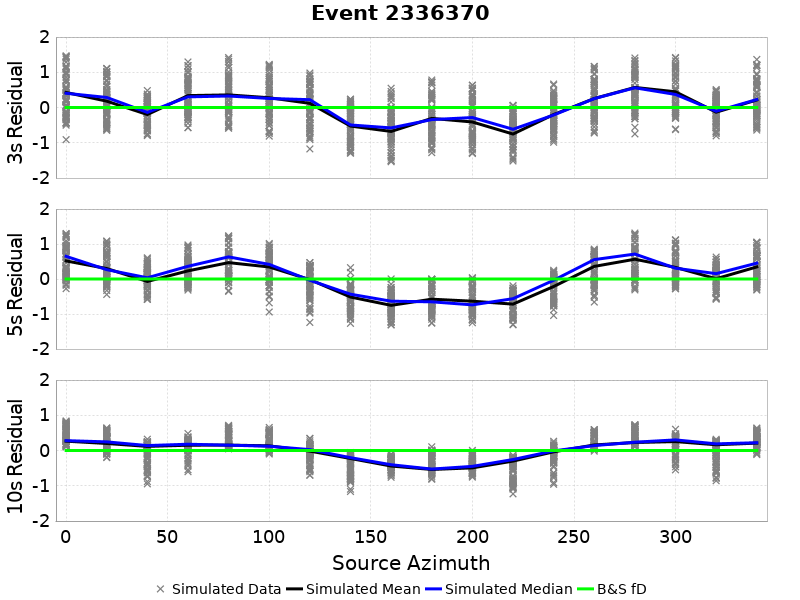 Event 2336370
3s Residual
2
1
0
-1
-2
5s Residual
2
1
0
-1
-2
10s Residual
2
1
0
-1
-2
0 50 100 150 200 250 300
Source Azimuth
Simulated Data Simulated Mean Simulated Median B&S fD